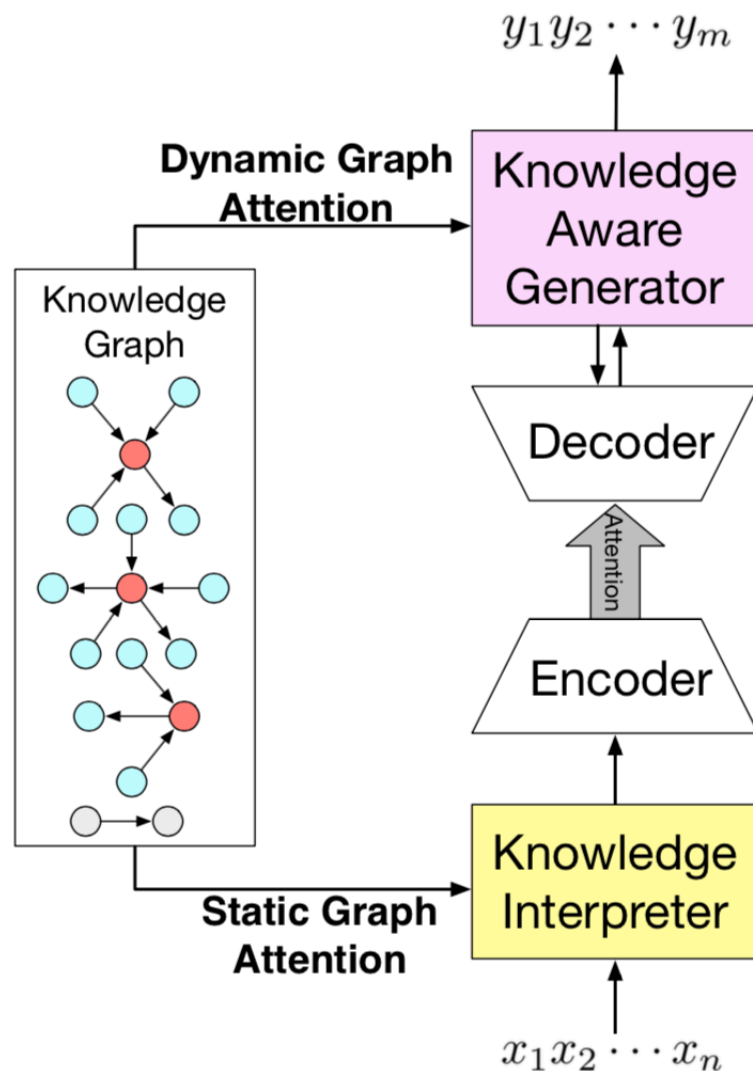 y₁y₂ ⋯ yₘ
Dynamic Graph
Attention
Knowledge
Aware
Generator
Knowledge
Graph
Decoder
Attention
Encoder
Knowledge
Interpreter
Static Graph
Attention
x₁x₂ ⋯ xₙ